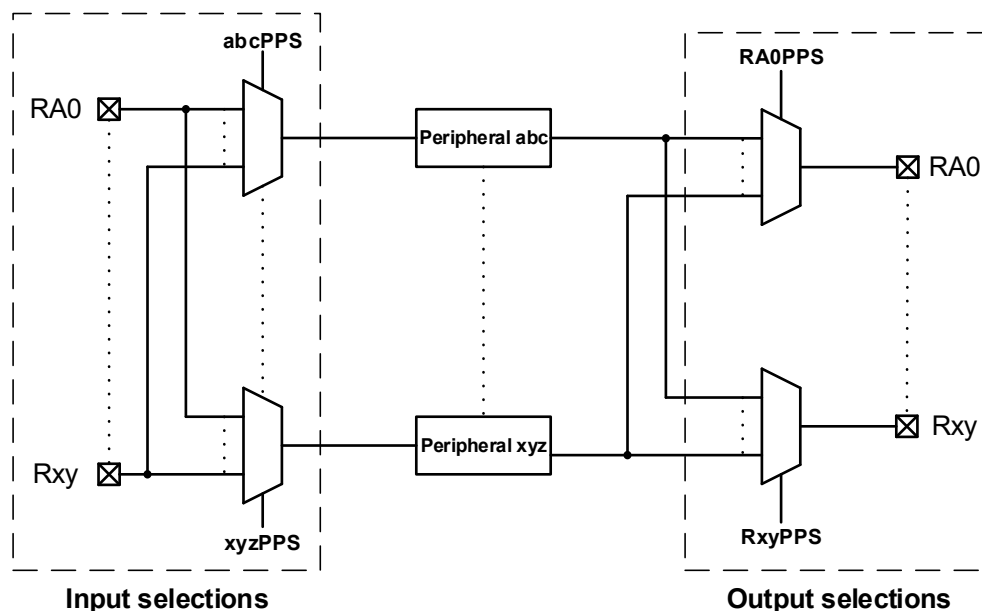 abcPPS
RA0PPS
RA0
Peripheral abc
RA0
Rxy
Peripheral xyz
Rxy
xyzPPS
RxyPPS
Input selections
Output selections